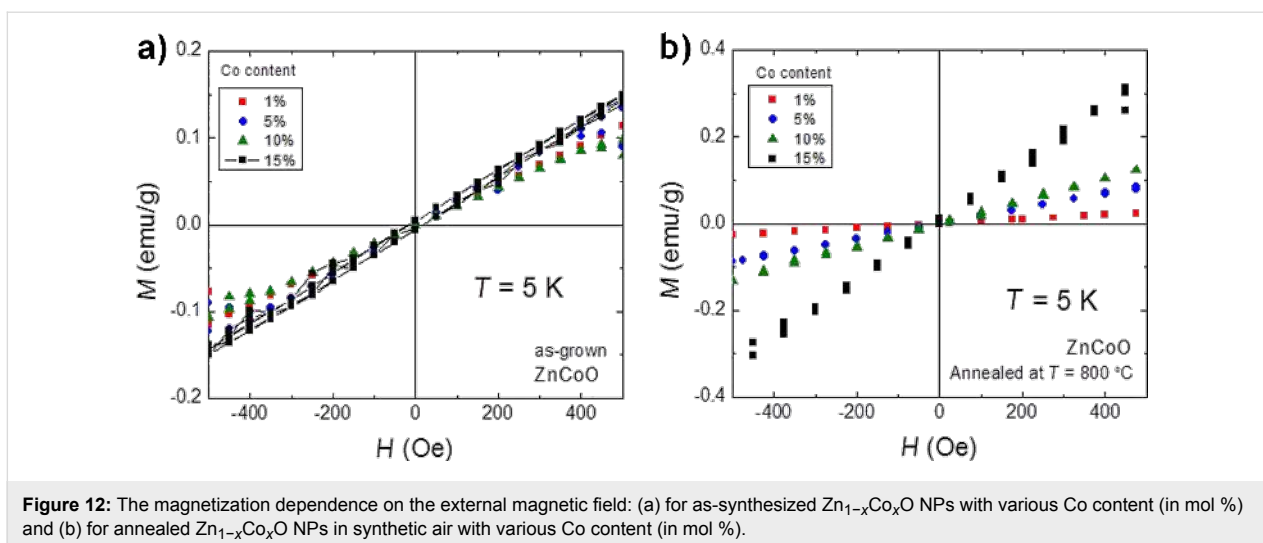 a)
0.2
0.1
0.0
-0.1
-0.2
M (emu/g)
Co content
1%
5%
10%
15%
T = 5 K
as-grown
ZnCoO
-400 -200 0 200 400
H (Oe)
b)
0.4
0.2
0.0
-0.2
-0.4
M (emu/g)
Co content
1%
5%
10%
15%
T = 5 K
ZnCoO
Annealed at T = 800 °C
-400 -200 0 200 400
H (Oe)
Figure 12: The magnetization dependence on the external magnetic field: (a) for as-synthesized Zn₁₋ₓCoₓO NPs with various Co content (in mol %)
and (b) for annealed Zn₁₋ₓCoₓO NPs in synthetic air with various Co content (in mol %).